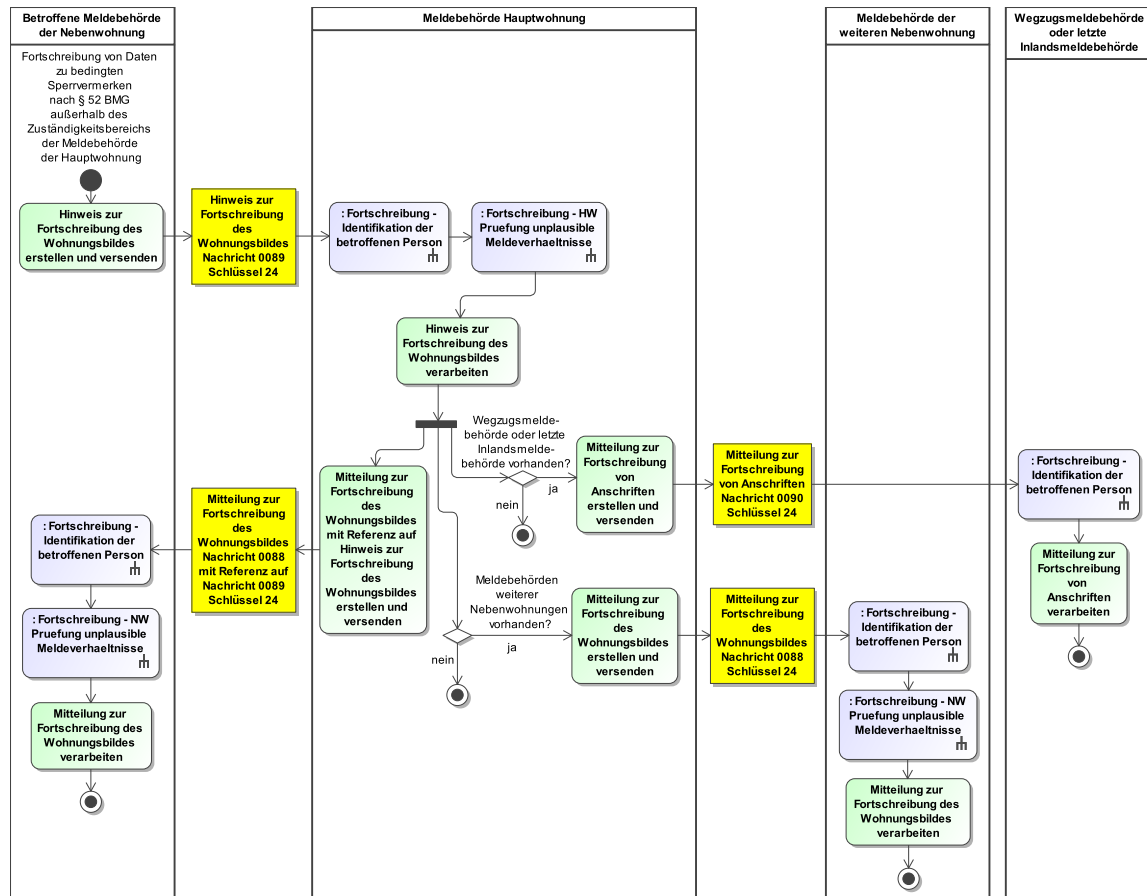 Betroffene Meldebehörde
der Nebenwohnung
Meldebehörde Hauptwohnung
Meldebehörde der
weiteren Nebenwohnung
Wegzugsmeldebehörde
oder letzte
Inlandsmeldebehörde
Fortschreibung von Daten
zu bedingten
Sperrvermerken
nach § 52 BMG
außerhalb des
Zuständigkeitsbereichs
der Meldebehörde
der Hauptwohnung
Hinweis zur
Fortschreibung des
Wohnungsbildes
erstellen und versenden
Hinweis zur
Fortschreibung
des
Wohnungsbildes
Nachricht 0089
Schlüssel 24
: Fortschreibung -
Identifikation der
betroffenen Person
: Fortschreibung - HW
Pruefung unplausible
Meldeverhaeltnisse
Hinweis zur
Fortschreibung des
Wohnungsbildes
verarbeiten
Wegzugsmelde-
behörde oder letzte
Inlandsmelde-
behörde vorhanden?
ja
nein
Mitteilung zur
Fortschreibung
von
Anschriften
erstellen und
versenden
Mitteilung zur
Fortschreibung
von Anschriften
Nachricht 0090
Schlüssel 24
: Fortschreibung -
Identifikation der
betroffenen Person
Mitteilung zur
Fortschreibung
von
Anschriften
verarbeiten
Mitteilung zur
Fortschreibung
des
Wohnungsbildes
mit Referenz auf
Hinweis zur
Fortschreibung
des
Wohnungsbildes
erstellen und
versenden
Mitteilung zur
Fortschreibung
des
Wohnungsbildes
Nachricht 0088
mit Referenz auf
Nachricht 0089
Schlüssel 24
: Fortschreibung -
Identifikation der
betroffenen Person
: Fortschreibung - NW
Pruefung unplausible
Meldeverhaeltnisse
Mitteilung zur
Fortschreibung des
Wohnungsbildes
verarbeiten
Meldebehörden
weiterer
Nebenwohnungen
vorhanden?
ja
nein
Mitteilung zur
Fortschreibung
des
Wohnungsbildes
erstellen und
versenden
Mitteilung zur
Fortschreibung
des
Wohnungsbildes
Nachricht 0088
Schlüssel 24
: Fortschreibung -
Identifikation der
betroffenen Person
: Fortschreibung - NW
Pruefung unplausible
Meldeverhaeltnisse
Mitteilung zur
Fortschreibung des
Wohnungsbildes
verarbeiten